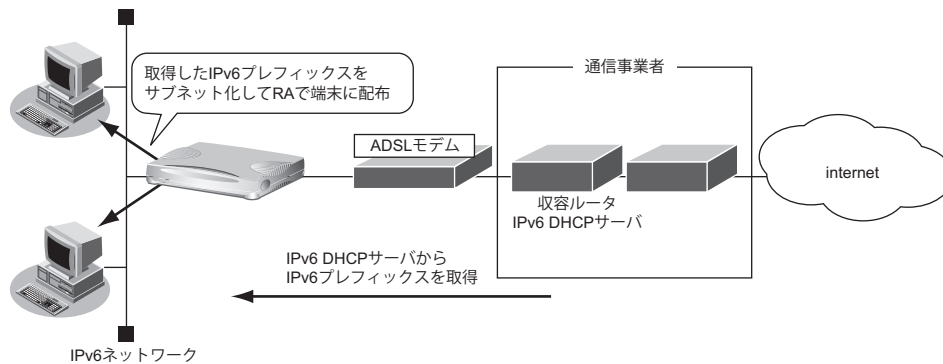 取得したIPv6プレフィックスを
サブネット化してRAで端末に配布
通信事業者
ADSLモデム
internet
収容ルータ
IPv6 DHCPサーバ
IPv6 DHCPサーバから
IPv6プレフィックスを取得
IPv6ネットワーク